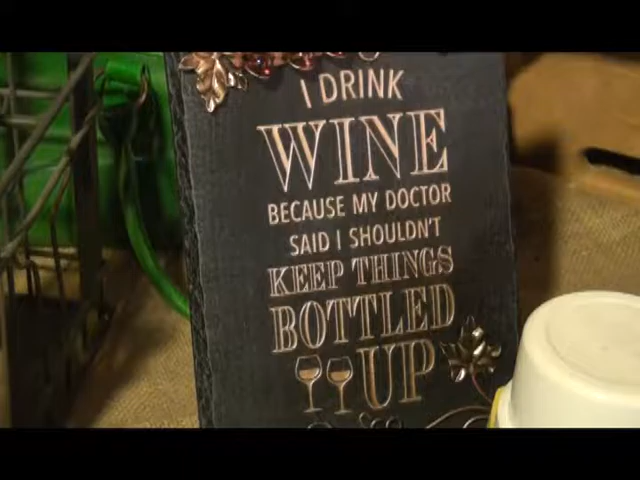 I DRINK
WINE
BECAUSE MY DOCTOR
SAID I SHOULDN'T
KEEP THINGS
BOTTLED
UP